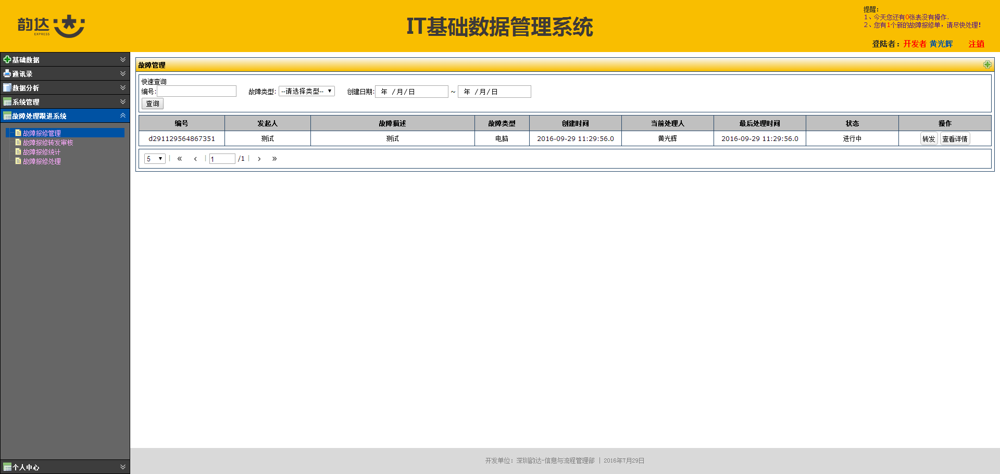 韵达
EXPRESS
IT基础数据管理系统
提醒：
1、今天您还有0张表没有操作.
2、您有1个新的故障报修单，请尽快处理！
登陆者：开发者 黄光辉 注销
基础数据
通讯录
数据分析
系统管理
故障处理跟进系统
故障报修管理
故障报修转发审核
故障报修统计
故障报修处理
个人中心
故障管理
快速查询
编号: 故障类型: --请选择类型-- 创建日期: 年 /月/日 ~ 年 /月/日
查询
编号 发起人 故障描述 故障类型 创建时间 当前处理人 最后处理时间 状态 操作
d291129564867351 测试 测试 电脑 2016-09-29 11:29:56.0 黄光辉 2016-09-29 11:29:56.0 进行中 转发 查看详情
5 « ‹ 1 /1 › »
开发单位：深圳韵达-信息与流程管理部 | 2016年7月29日